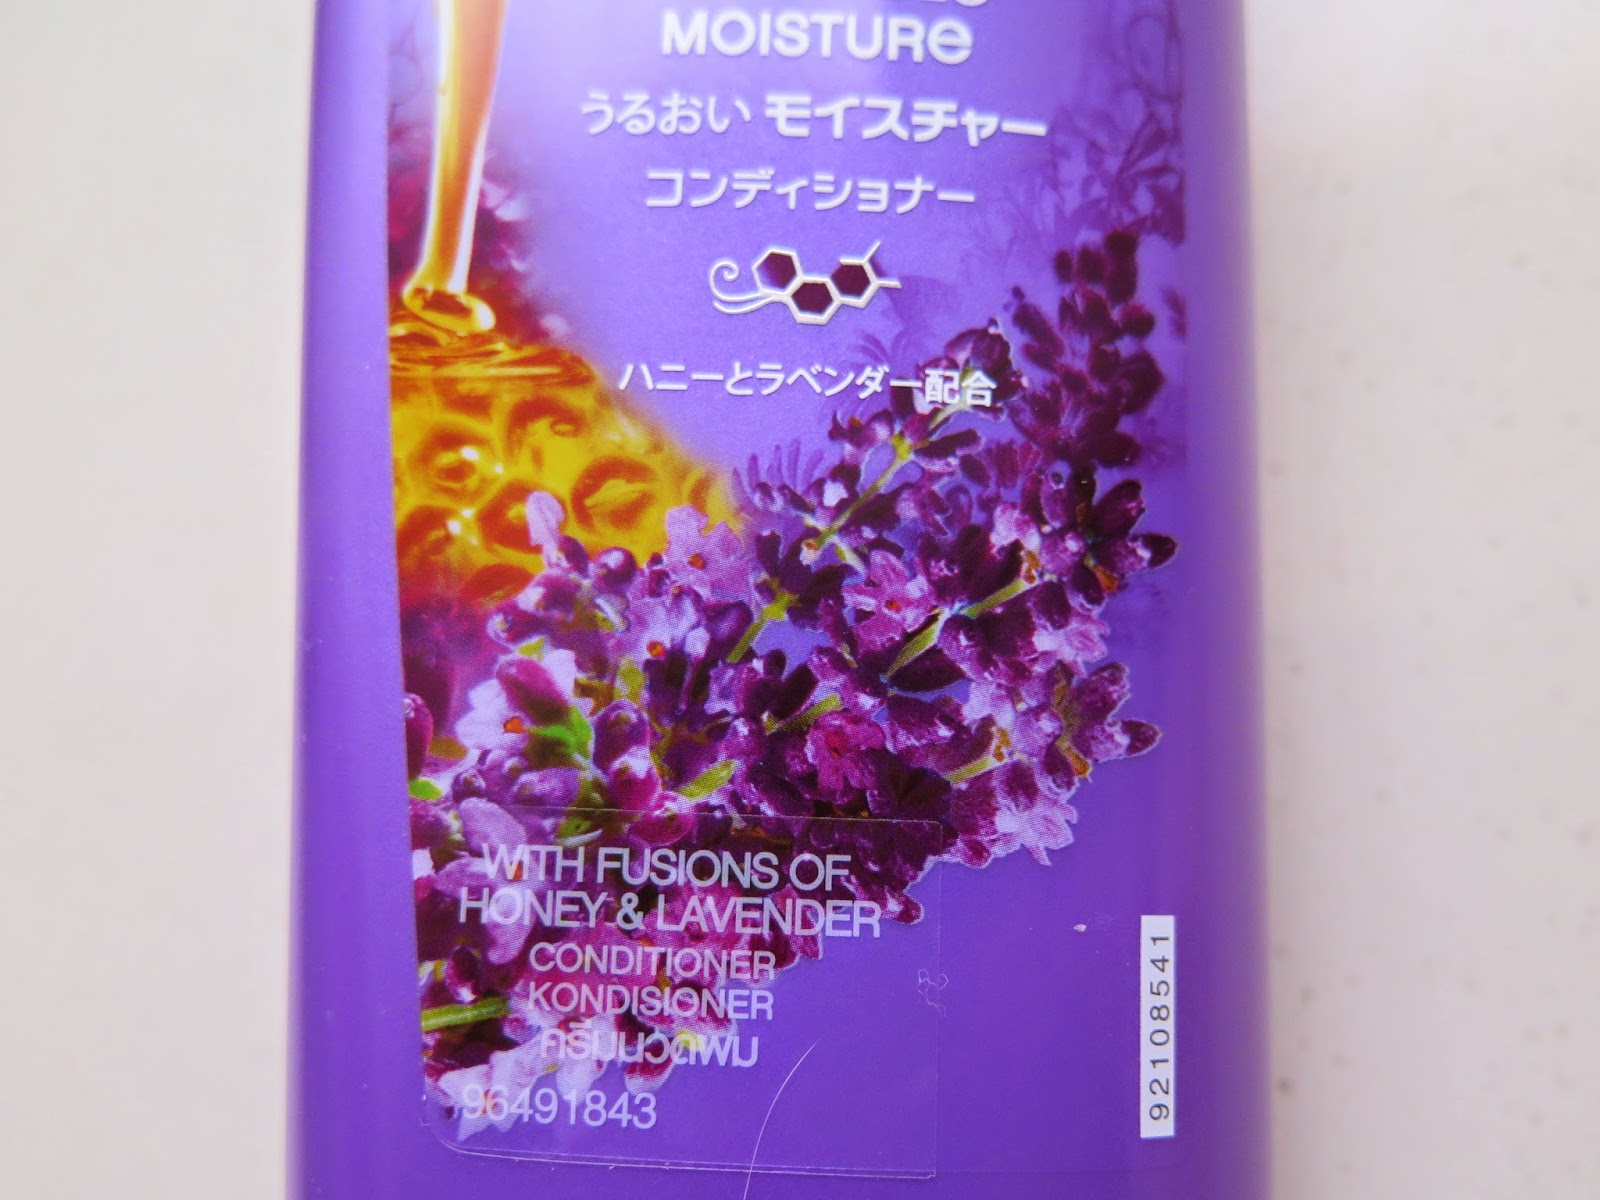 MOISTURe
うるおい モイスチャー
コンディショナー
ハニーとラベンダー配合
WITH FUSIONS OF
HONEY & LAVENDER
CONDITIONER
KONDISIONER
ครีมนวดผม
96491843
92108541